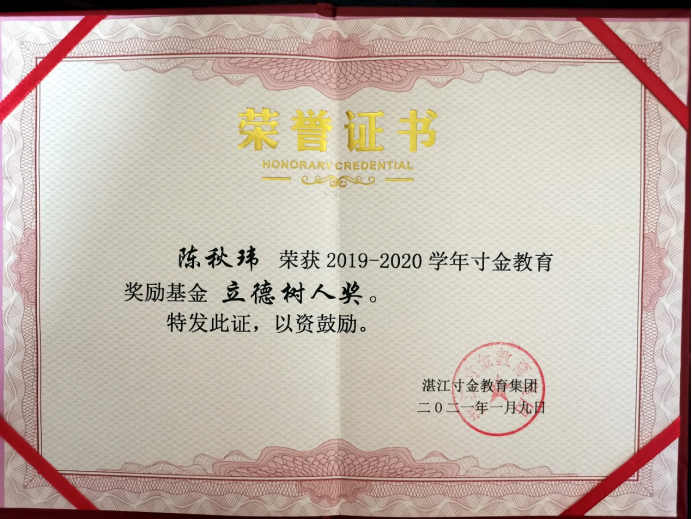 荣誉证书
HONORARY CREDENTIAL
陈秋玮 荣获 2019-2020 学年寸金教育
奖励基金 立德树人奖。
特发此证，以资鼓励。
湛江寸金教育集团
二〇二一年一月九日